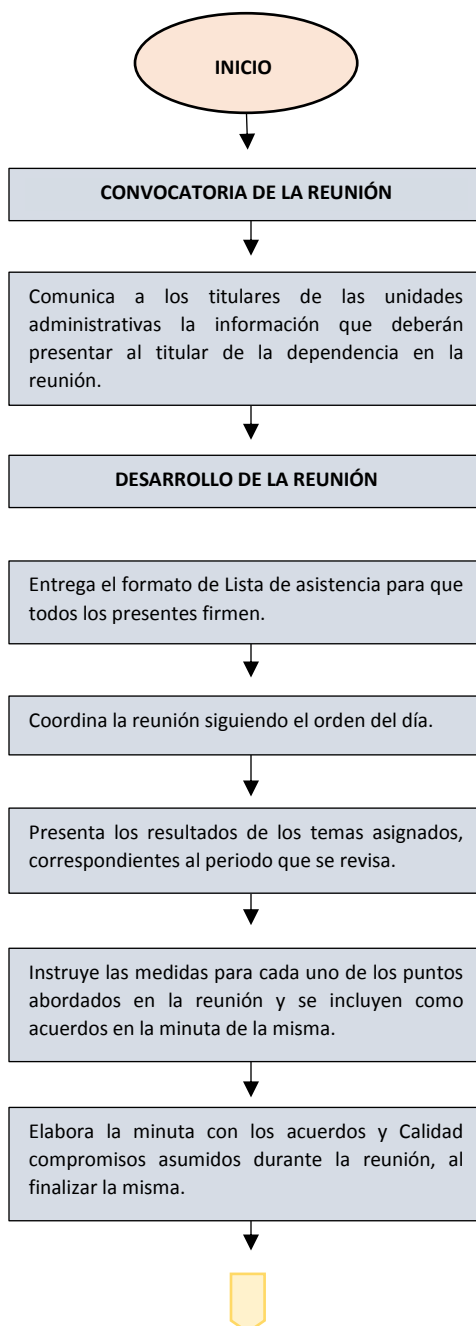 INICIO
CONVOCATORIA DE LA REUNIÓN
Comunica a los titulares de las unidades
administrativas la información que deberán
presentar al titular de la dependencia en la
reunión.
DESARROLLO DE LA REUNIÓN
Entrega el formato de Lista de asistencia para que
todos los presentes firmen.
Coordina la reunión siguiendo el orden del día.
Presenta los resultados de los temas asignados,
correspondientes al periodo que se revisa.
Instruye las medidas para cada uno de los puntos
abordados en la reunión y se incluyen como
acuerdos en la minuta de la misma.
Elabora la minuta con los acuerdos y Calidad
compromisos asumidos durante la reunión, al
finalizar la misma.